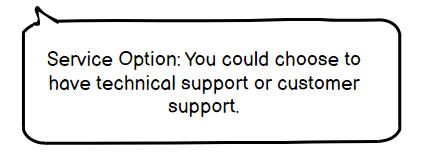 Service Option: You could choose to
have technical support or customer
support.